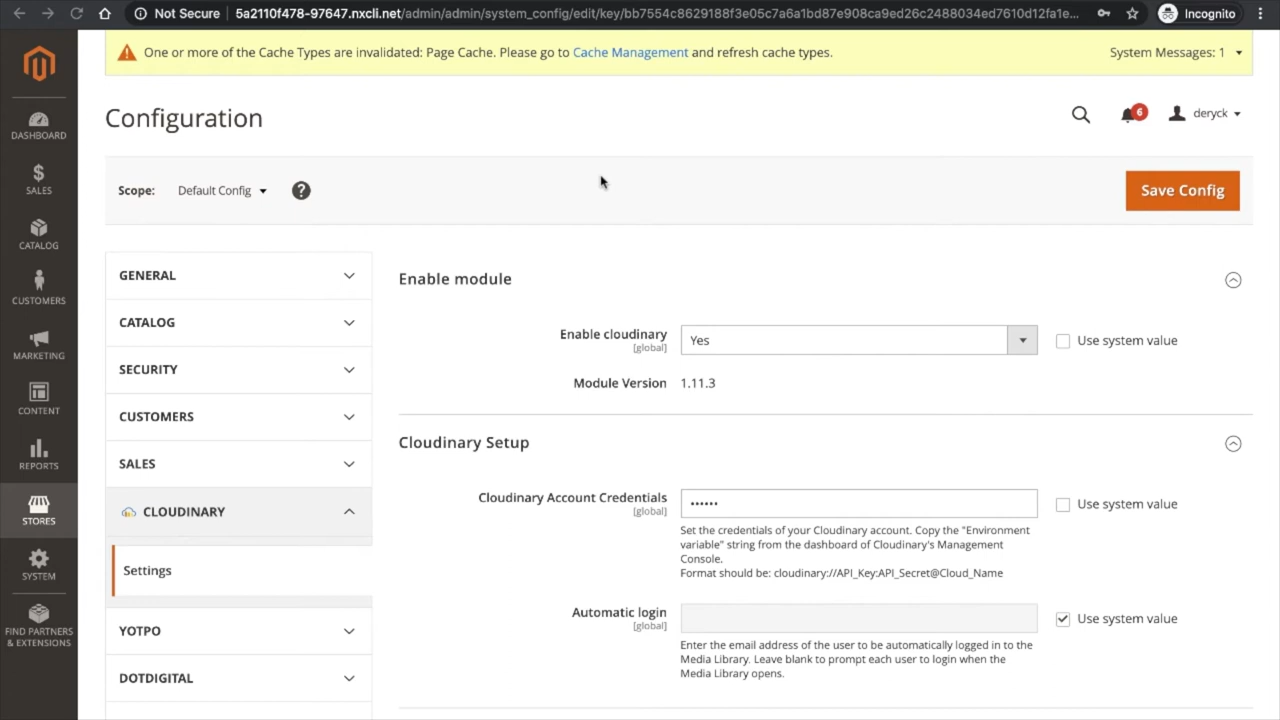 Not Secure
5a2110f478-97647.nxcli.net/admin/admin/system_config/edit/key/bb7554c8629188f3e05c7a6a1bd87e908ca9ed26c2488034ed7610d12fa1e...
Incognito
One or more of the Cache Types are invalidated: Page Cache. Please go to Cache Management and refresh cache types.
System Messages: 1
Configuration
6
deryck
Scope:
Default Config
?
Save Config
DASHBOARD
SALES
CATALOG
CUSTOMERS
MARKETING
CONTENT
REPORTS
STORES
SYSTEM
FIND PARTNERS
& EXTENSIONS
GENERAL
CATALOG
SECURITY
CUSTOMERS
SALES
CLOUDINARY
Settings
YOTPO
DOTDIGITAL
Enable module
Enable cloudinary
[global]
Yes
Use system value
Module Version
1.11.3
Cloudinary Setup
Cloudinary Account Credentials
[global]
••••••
Use system value
Set the credentials of your Cloudinary account. Copy the "Environment
variable" string from the dashboard of Cloudinary's Management
Console.
Format should be: cloudinary://API_Key:API_Secret@Cloud_Name
Automatic login
[global]
Use system value
Enter the email address of the user to be automatically logged in to the
Media Library. Leave blank to prompt each user to login when the
Media Library opens.